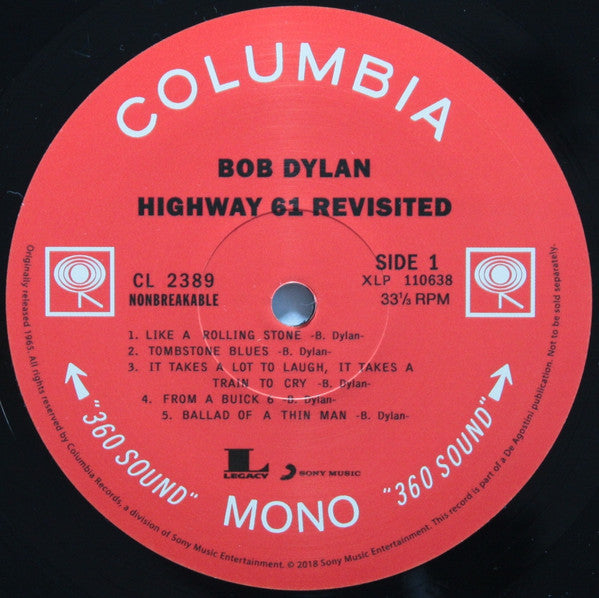 COLUMBIA
BOB DYLAN
HIGHWAY 61 REVISITED
CL 2389
NONBREAKABLE
SIDE 1
XLP 110638
33⅓ RPM
1. LIKE A ROLLING STONE -B. Dylan-
2. TOMBSTONE BLUES -B. Dylan-
3. IT TAKES A LOT TO LAUGH, IT TAKES A
TRAIN TO CRY -B. Dylan-
4. FROM A BUICK 6 -B. Dylan-
5. BALLAD OF A THIN MAN -B. Dylan-
L
LEGACY
SONY MUSIC
"360 SOUND"
MONO
"360 SOUND"
Originally released 1965. All rights reserved by Columbia Records, a division of Sony Music Entertainment. © 2018 Sony Music Entertainment. This record is part of a De Agostini publication. Not to be sold separately.